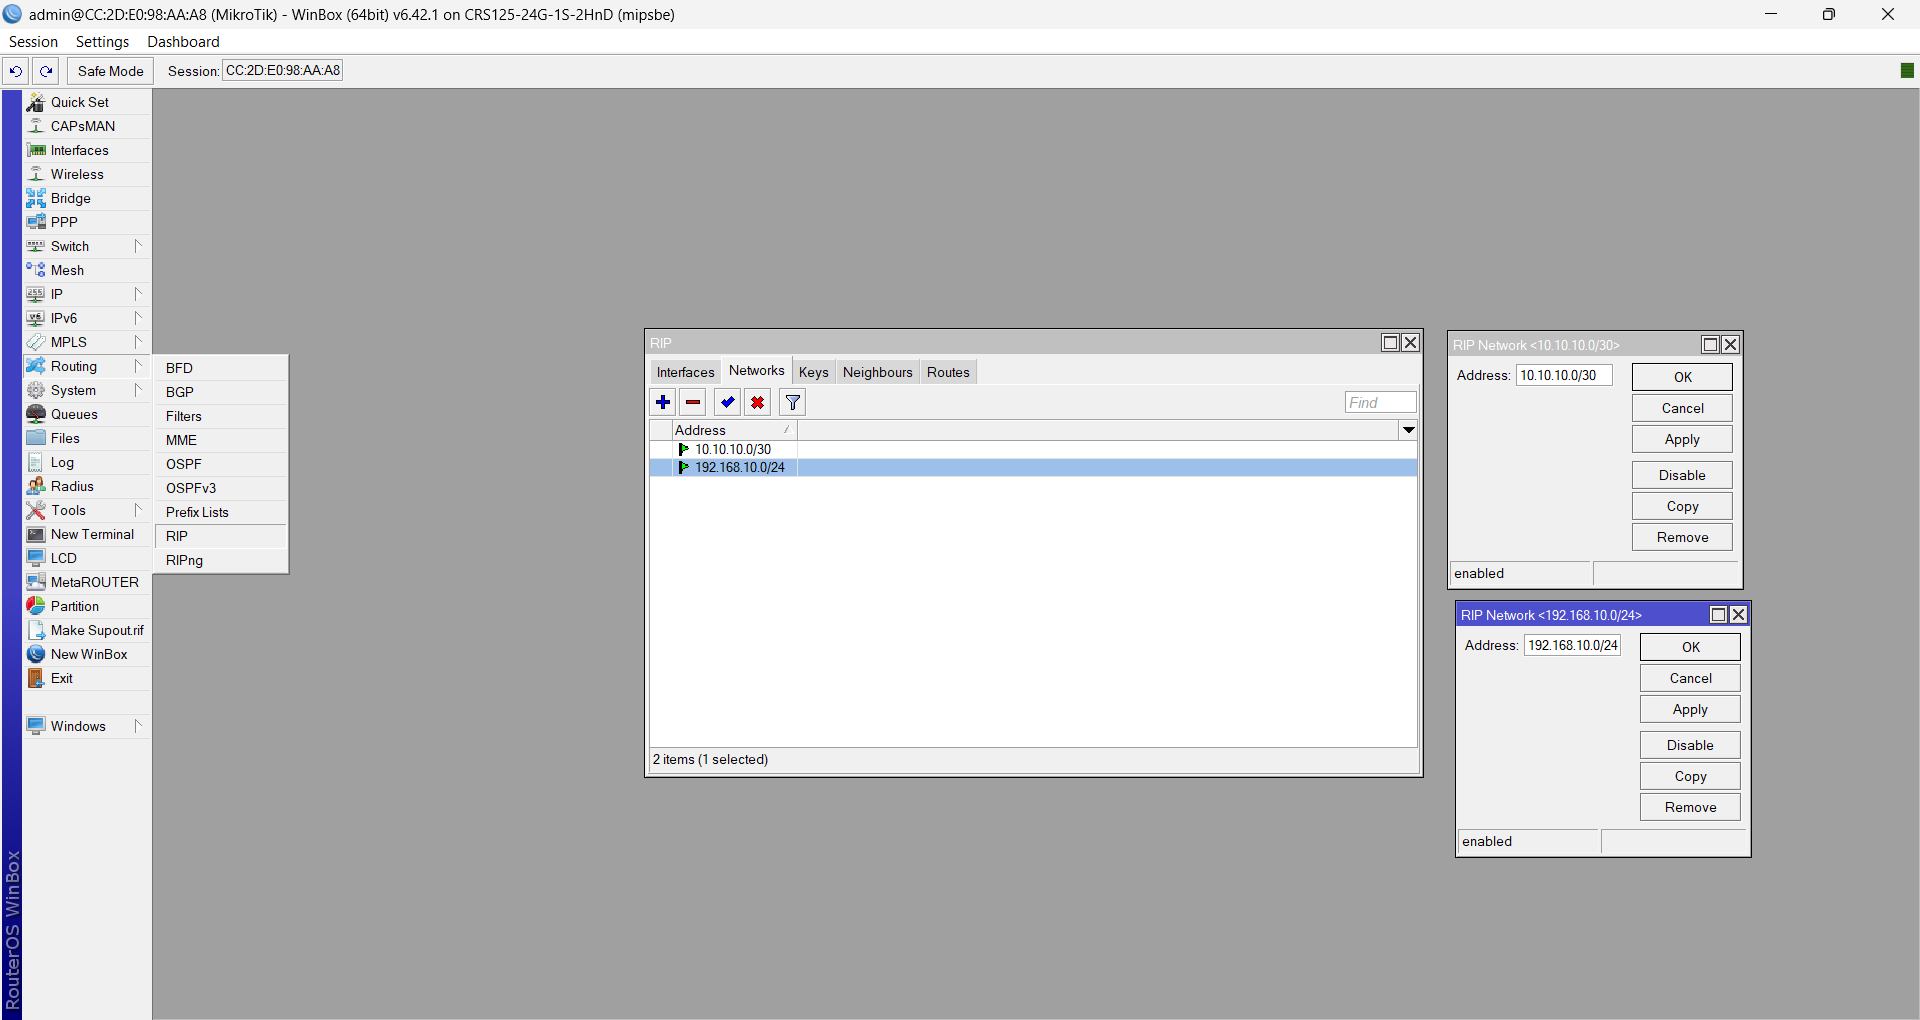 admin@CC:2D:E0:98:AA:A8 (MikroTik) - WinBox (64bit) v6.42.1 on CRS125-24G-1S-2HnD (mipsbe)
Session Settings Dashboard
Safe Mode Session: CC:2D:E0:98:AA:A8
Quick Set
CAPsMAN
Interfaces
Wireless
Bridge
PPP
Switch
Mesh
IP
IPv6
MPLS
Routing
System
Queues
Files
Log
Radius
Tools
New Terminal
LCD
MetaROUTER
Partition
Make Supout.rif
New WinBox
Exit
Windows
RouterOS WinBox
BFD
BGP
Filters
MME
OSPF
OSPFv3
Prefix Lists
RIP
RIPng
RIP
Interfaces Networks Keys Neighbours Routes
Find
Address
10.10.10.0/30
192.168.10.0/24
2 items (1 selected)
RIP Network <10.10.10.0/30>
Address: 10.10.10.0/30
OK
Cancel
Apply
Disable
Copy
Remove
enabled
RIP Network <192.168.10.0/24>
Address: 192.168.10.0/24
OK
Cancel
Apply
Disable
Copy
Remove
enabled